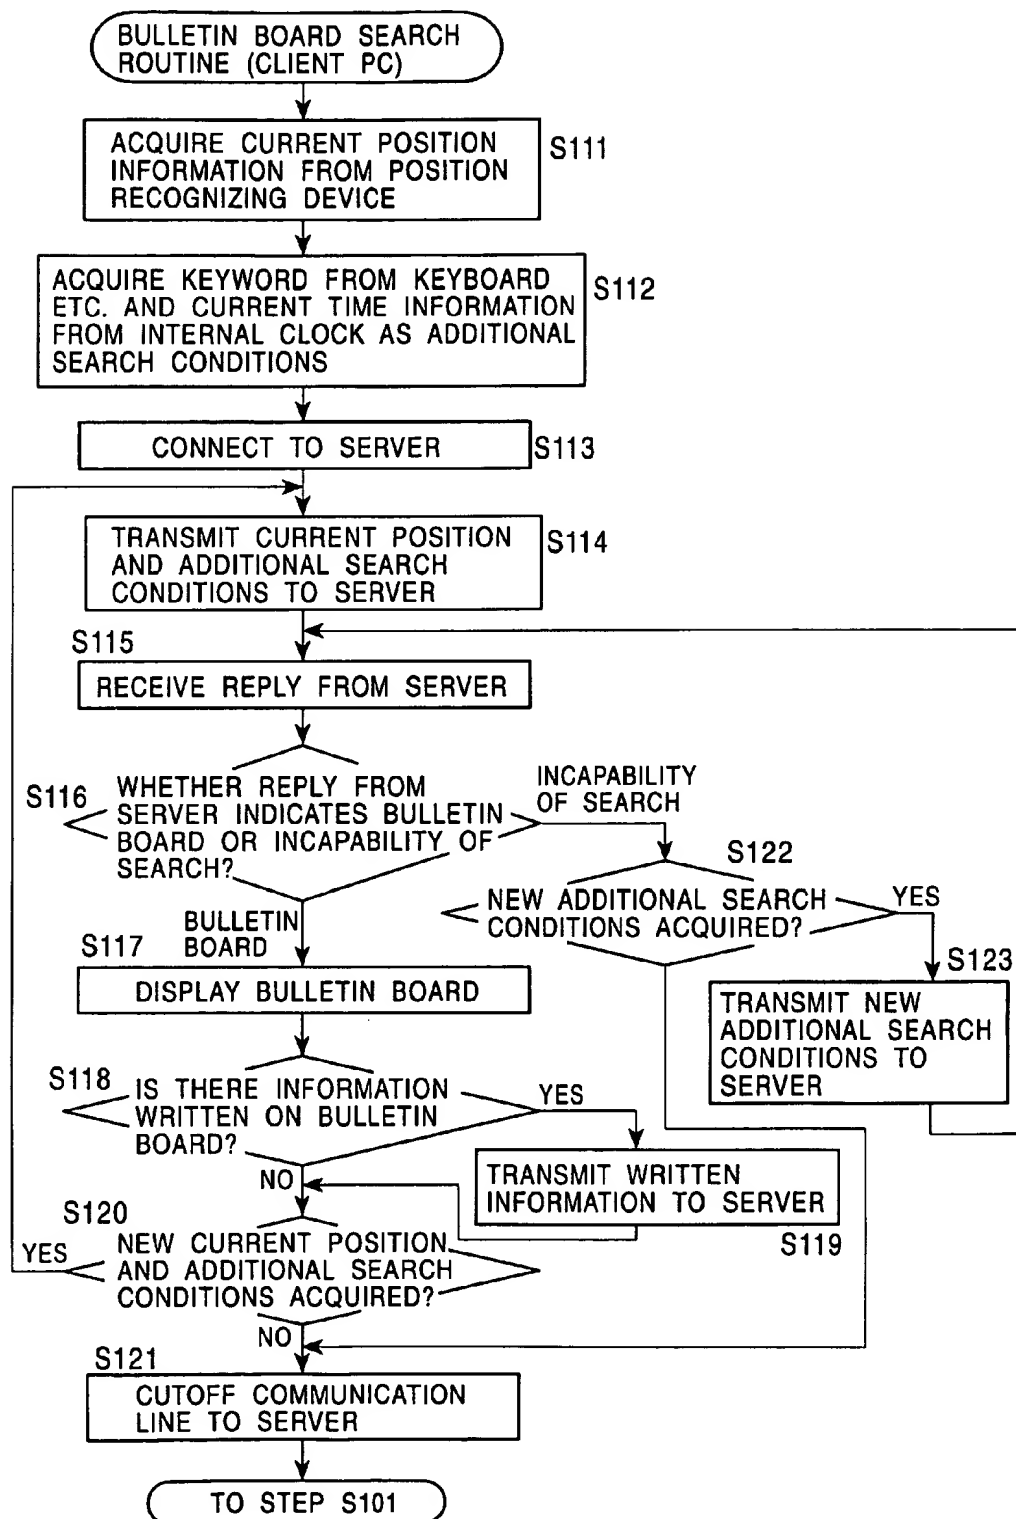 BULLETIN BOARD SEARCH
ROUTINE (CLIENT PC)
ACQUIRE CURRENT POSITION
INFORMATION FROM POSITION
RECOGNIZING DEVICE
S111
ACQUIRE KEYWORD FROM KEYBOARD
ETC. AND CURRENT TIME INFORMATION
FROM INTERNAL CLOCK AS ADDITIONAL
SEARCH CONDITIONS
S112
CONNECT TO SERVER
S113
TRANSMIT CURRENT POSITION
AND ADDITIONAL SEARCH
CONDITIONS TO SERVER
S114
S115
RECEIVE REPLY FROM SERVER
S116
WHETHER REPLY FROM
SERVER INDICATES BULLETIN
BOARD OR INCAPABILITY OF
SEARCH?
INCAPABILITY
OF SEARCH
S122
NEW ADDITIONAL SEARCH
CONDITIONS ACQUIRED?
YES
BULLETIN
BOARD
S117
DISPLAY BULLETIN BOARD
S123
TRANSMIT NEW
ADDITIONAL SEARCH
CONDITIONS TO
SERVER
S118
IS THERE INFORMATION
WRITTEN ON BULLETIN
BOARD?
YES
NO
TRANSMIT WRITTEN
INFORMATION TO SERVER
S119
S120
YES
NEW CURRENT POSITION
AND ADDITIONAL SEARCH
CONDITIONS ACQUIRED?
NO
S121
CUTOFF COMMUNICATION
LINE TO SERVER
TO STEP S101